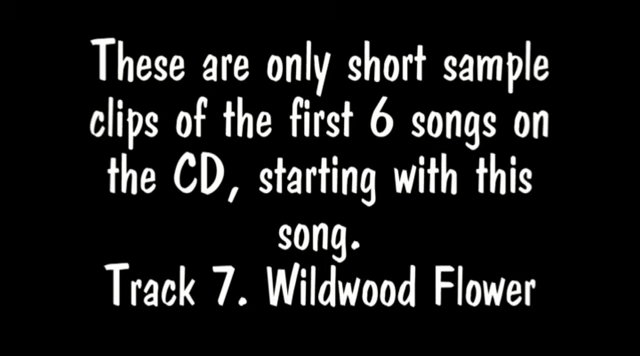 These are only short sample
clips of the first 6 songs on
the CD, starting with this
song.
Track 7. Wildwood Flower